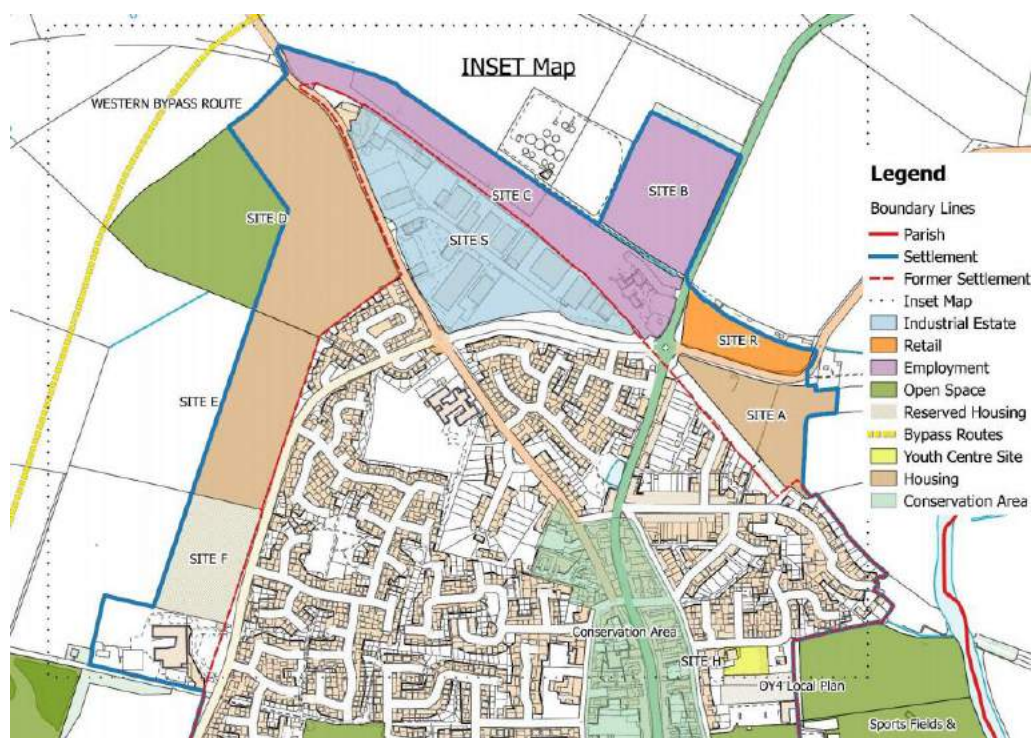 INSET Map
WESTERN BYPASS ROUTE
SITE B
SITE C
SITE D
SITE S
SITE R
SITE E
SITE A
SITE F
Conservation Area
SITE H
DY4 Local Plan
Sports Fields &
Legend
Boundary Lines
Parish
Settlement
Former Settlement
Inset Map
Industrial Estate
Retail
Employment
Open Space
Reserved Housing
Bypass Routes
Youth Centre Site
Housing
Conservation Area